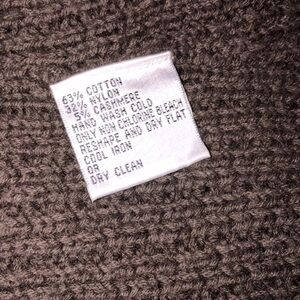 63% COTTON
32% NYLON
5% CASHMERE
HAND WASH COLD
ONLY NON CHLORINE BLEACH
RESHAPE AND DRY FLAT
COOL IRON
OR
DRY CLEAN